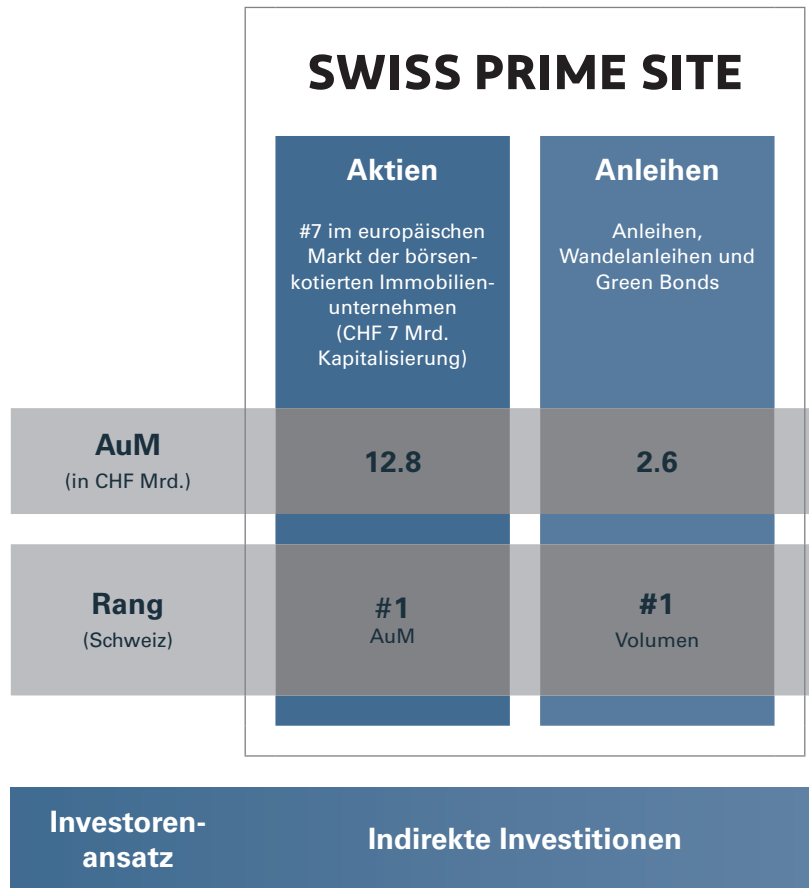 SWISS PRIME SITE
Aktien
#7 im europäischen
Markt der börsen-
kotierten Immobilien-
unternehmen
(CHF 7 Mrd.
Kapitalisierung)
Anleihen
Anleihen,
Wandelanleihen und
Green Bonds
AuM
(in CHF Mrd.)
12.8
2.6
Rang
(Schweiz)
#1
AuM
#1
Volumen
Investoren-
ansatz
Indirekte Investitionen